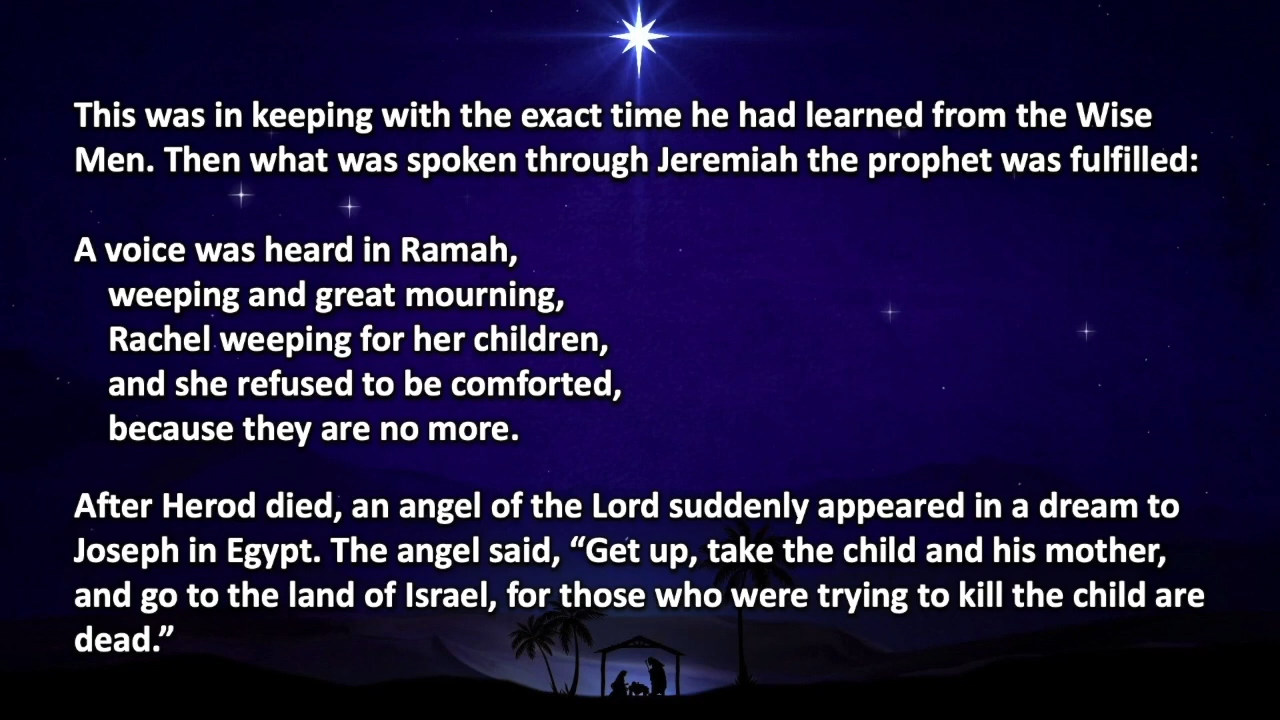 This was in keeping with the exact time he had learned from the Wise
Men. Then what was spoken through Jeremiah the prophet was fulfilled:
A voice was heard in Ramah,
weeping and great mourning,
Rachel weeping for her children,
and she refused to be comforted,
because they are no more.
After Herod died, an angel of the Lord suddenly appeared in a dream to
Joseph in Egypt. The angel said, “Get up, take the child and his mother,
and go to the land of Israel, for those who were trying to kill the child are
dead.”